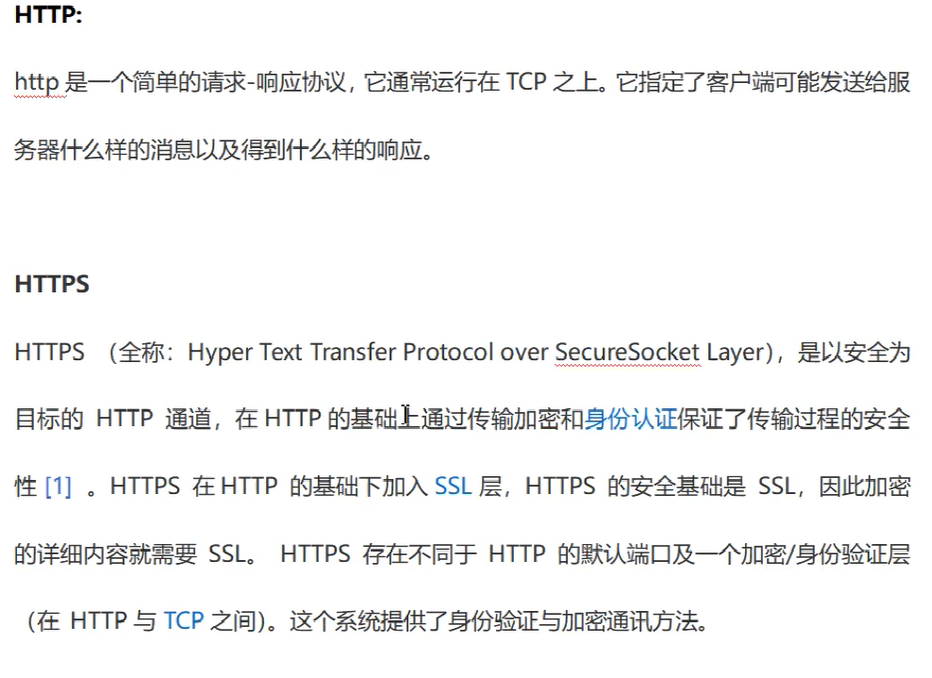 HTTP:
http 是一个简单的请求-响应协议，它通常运行在 TCP 之上。它指定了客户端可能发送给服
务器什么样的消息以及得到什么样的响应。
HTTPS
HTTPS （全称：Hyper Text Transfer Protocol over SecureSocket Layer），是以安全为
目标的 HTTP 通道，在 HTTP 的基础上通过传输加密和身份认证保证了传输过程的安全
性 [1] 。HTTPS 在 HTTP 的基础下加入 SSL 层，HTTPS 的安全基础是 SSL，因此加密
的详细内容就需要 SSL。 HTTPS 存在不同于 HTTP 的默认端口及一个加密/身份验证层
（在 HTTP 与 TCP 之间）。这个系统提供了身份验证与加密通讯方法。